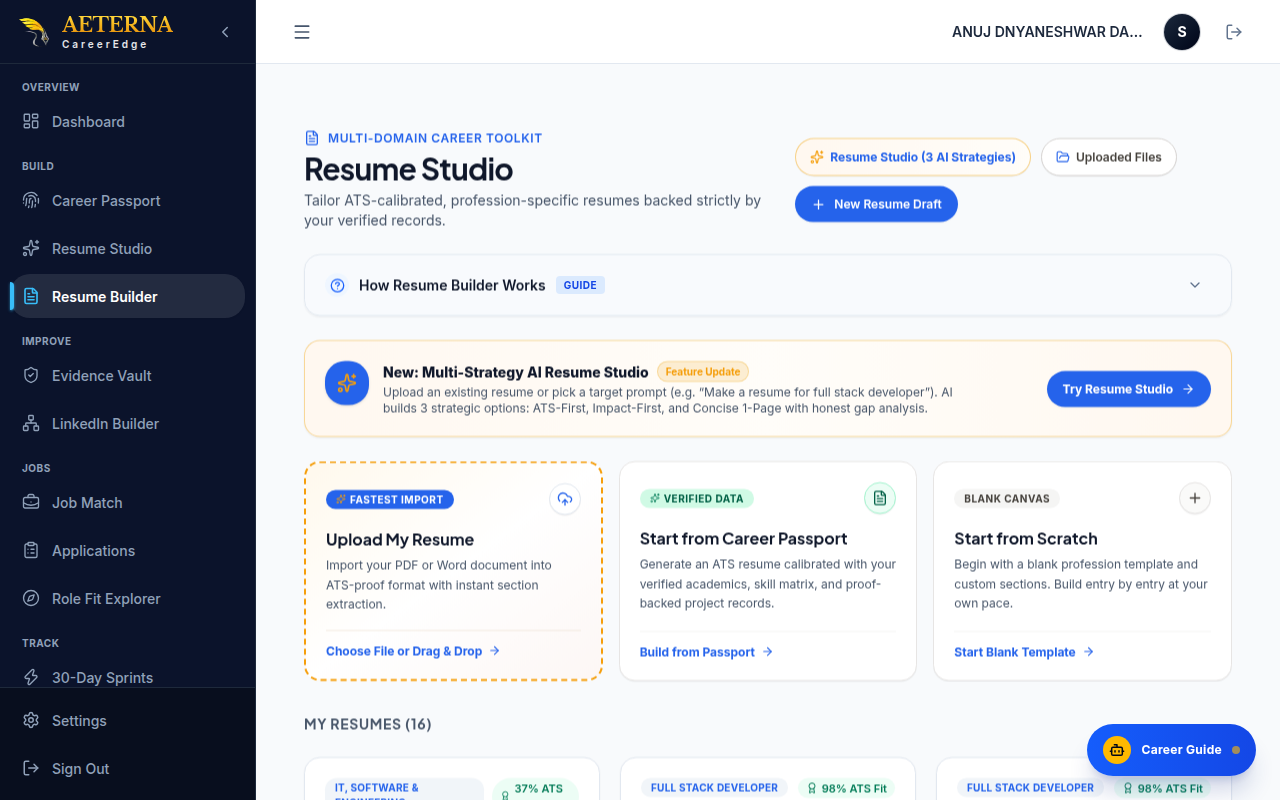 AETERNA
CareerEdge
OVERVIEW
Dashboard
BUILD
Career Passport
Resume Studio
Resume Builder
IMPROVE
Evidence Vault
LinkedIn Builder
JOBS
Job Match
Applications
Role Fit Explorer
TRACK
30-Day Sprints
Settings
Sign Out
ANUJ DNYANESHWAR DA...
S
MULTI-DOMAIN CAREER TOOLKIT
Resume Studio
Tailor ATS-calibrated, profession-specific resumes backed strictly by
your verified records.
Resume Studio (3 AI Strategies)
Uploaded Files
New Resume Draft
How Resume Builder Works GUIDE
New: Multi-Strategy AI Resume Studio Feature Update
Upload an existing resume or pick a target prompt (e.g. “Make a resume for full stack developer”). AI
builds 3 strategic options: ATS-First, Impact-First, and Concise 1-Page with honest gap analysis.
Try Resume Studio
FASTEST IMPORT
Upload My Resume
Import your PDF or Word document into
ATS-proof format with instant section
extraction.
Choose File or Drag & Drop
VERIFIED DATA
Start from Career Passport
Generate an ATS resume calibrated with your
verified academics, skill matrix, and proof-
backed project records.
Build from Passport
BLANK CANVAS
Start from Scratch
Begin with a blank profession template and
custom sections. Build entry by entry at your
own pace.
Start Blank Template
MY RESUMES (16)
IT, SOFTWARE &
ENGINEERING
37% ATS
FULL STACK DEVELOPER
98% ATS Fit
FULL STACK DEVELOPER
98% ATS Fit
Career Guide